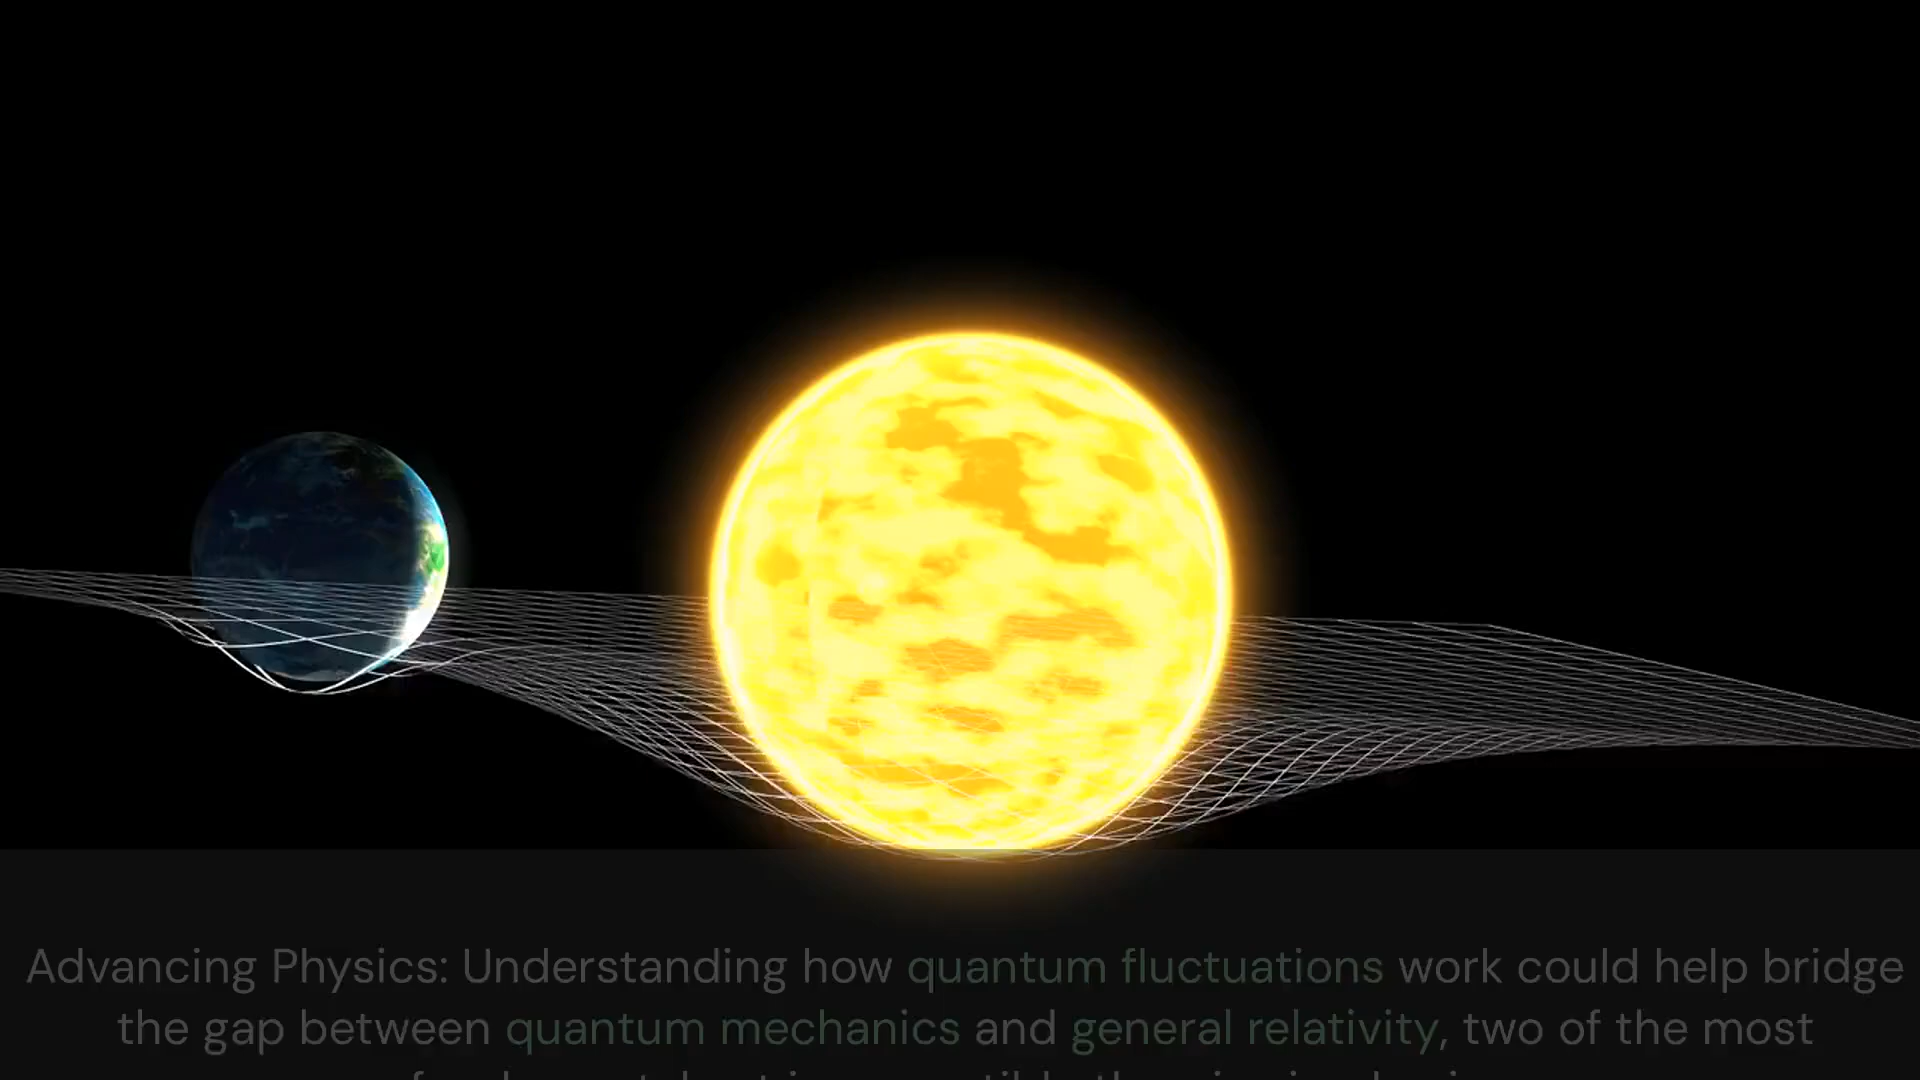 Advancing Physics: Understanding how quantum fluctuations work could help bridge
the gap between quantum mechanics and general relativity, two of the most